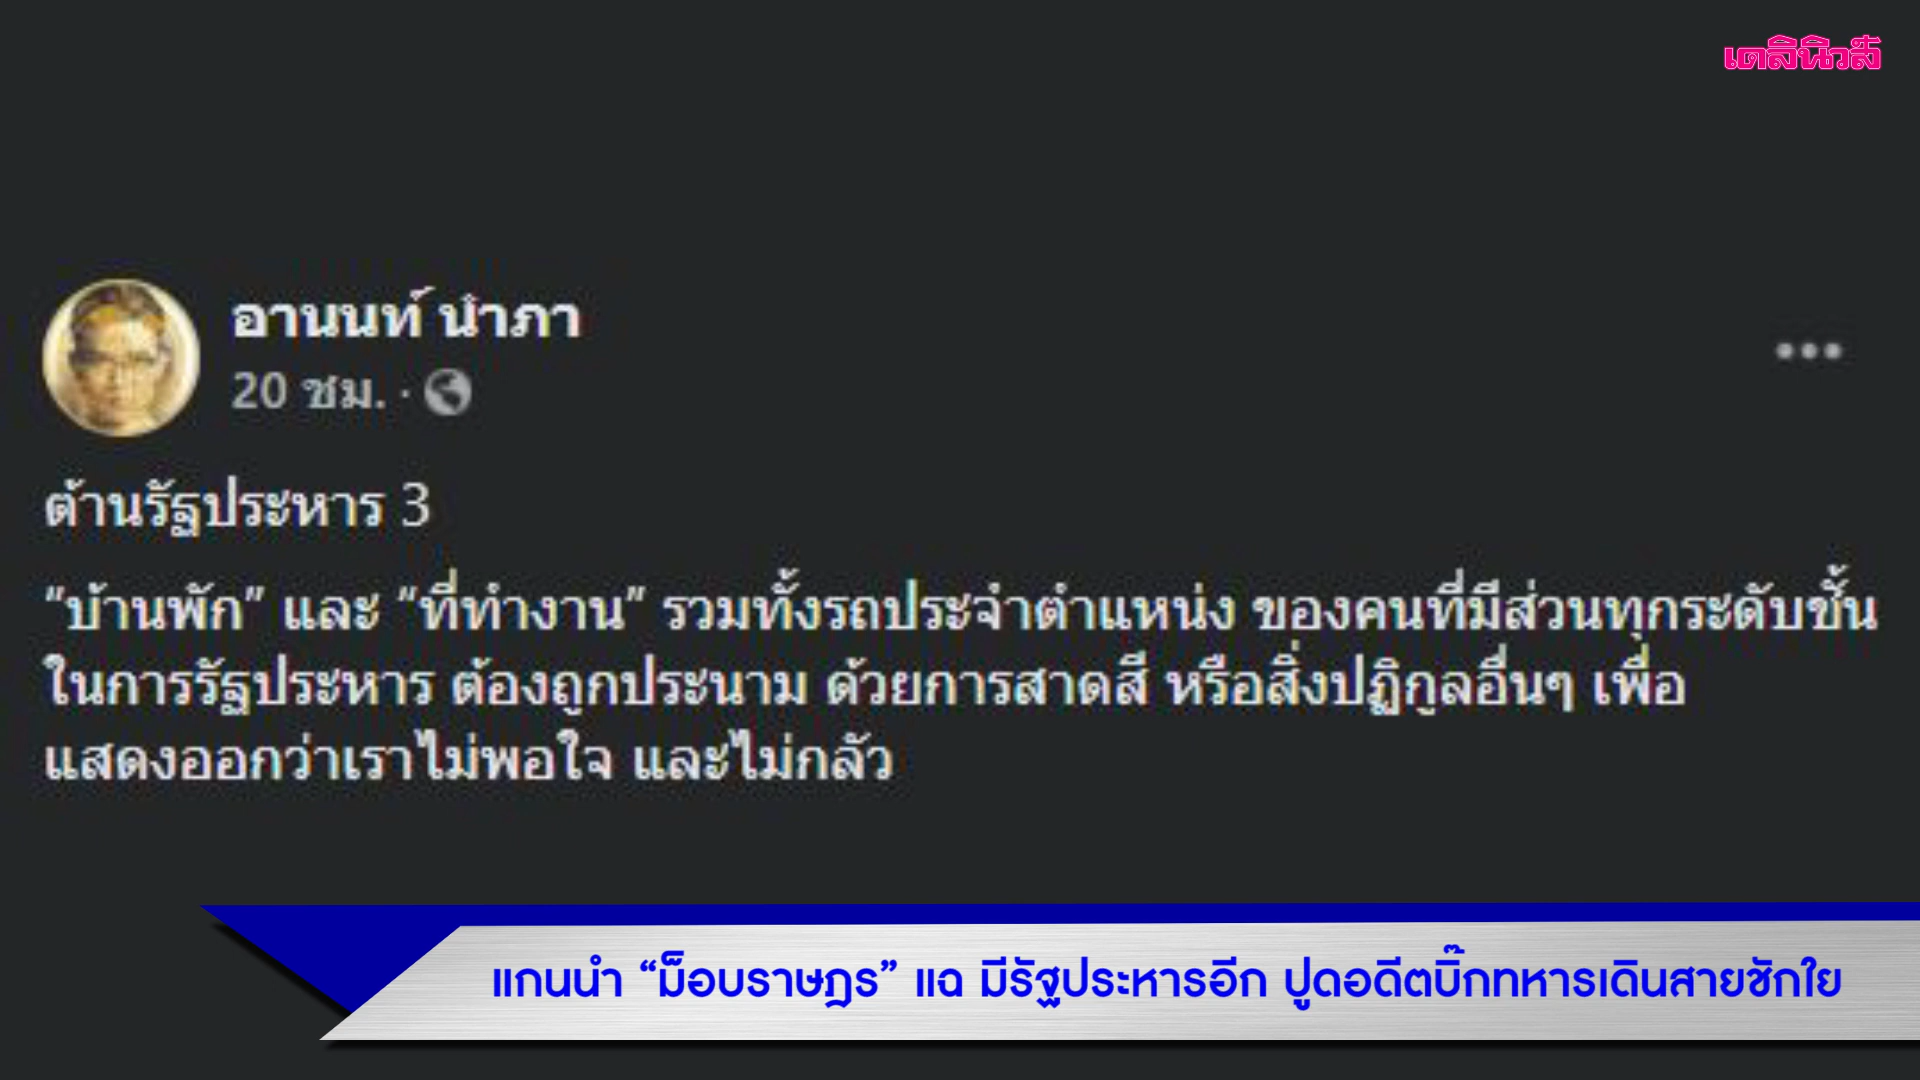 เดลินิวส์
อานนท์ นำภา
20 ชม. ·
ต้านรัฐประหาร 3
"บ้านพัก" และ "ที่ทำงาน" รวมทั้งรถประจำตำแหน่ง ของคนที่มีส่วนทุกระดับชั้น
ในการรัฐประหาร ต้องถูกประนาม ด้วยการสาดสี หรือสิ่งปฏิกูลอื่นๆ เพื่อ
แสดงออกว่าเราไม่พอใจ และไม่กลัว
แกนนำ “ม็อบราษฎร” แฉ มีรัฐประหารอีก ปูดอดีตบิ๊กทหารเดินสายชักใย